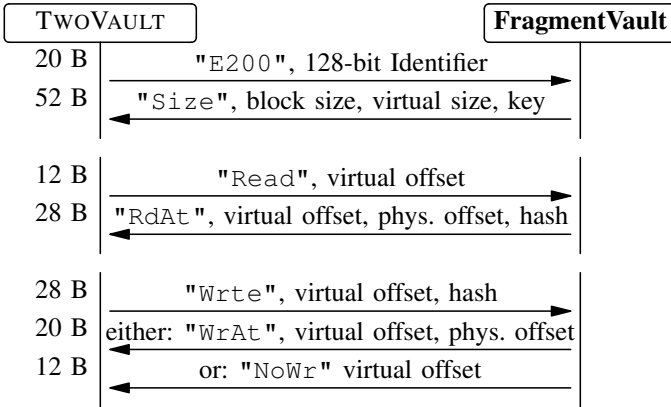 TWOVAULT FragmentVault
20 B "E200", 128-bit Identifier
52 B "Size", block size, virtual size, key
12 B "Read", virtual offset
28 B "RdAt", virtual offset, phys. offset, hash
28 B "Wrte", virtual offset, hash
20 B either: "WrAt", virtual offset, phys. offset
12 B or: "NoWr" virtual offset